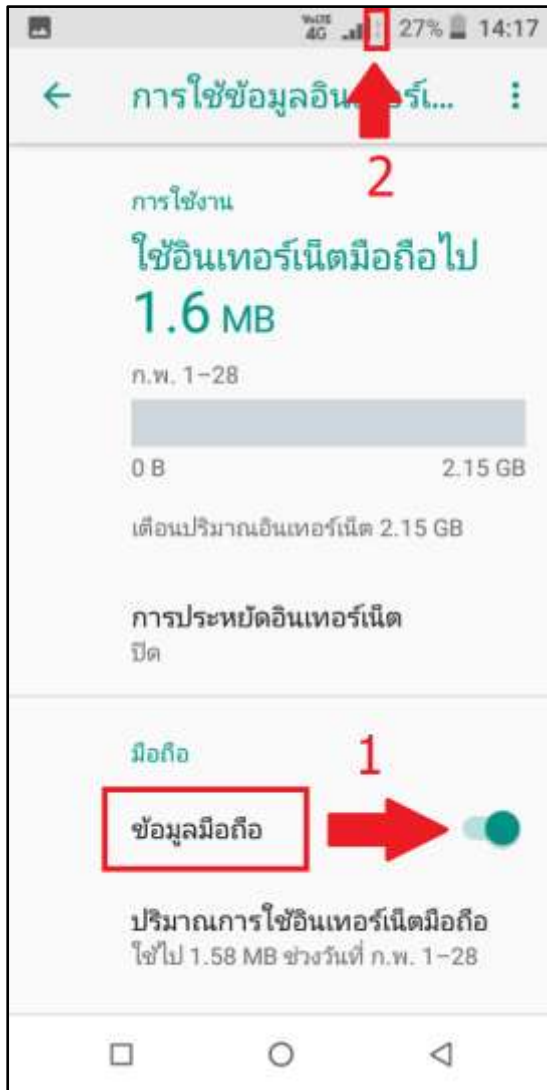 VoLTE
4G 27% 14:17
การใช้ข้อมูลอิน อร์เ...
2
การใช้งาน
ใช้อินเทอร์เน็ตมือถือไป
1.6 MB
ก.พ. 1–28
0 B 2.15 GB
เตือนปริมาณอินเทอร์เน็ต 2.15 GB
การประหยัดอินเทอร์เน็ต
ปิด
มือถือ
1
ข้อมูลมือถือ
ปริมาณการใช้อินเทอร์เน็ตมือถือ
ใช้ไป 1.58 MB ช่วงวันที่ ก.พ. 1–28